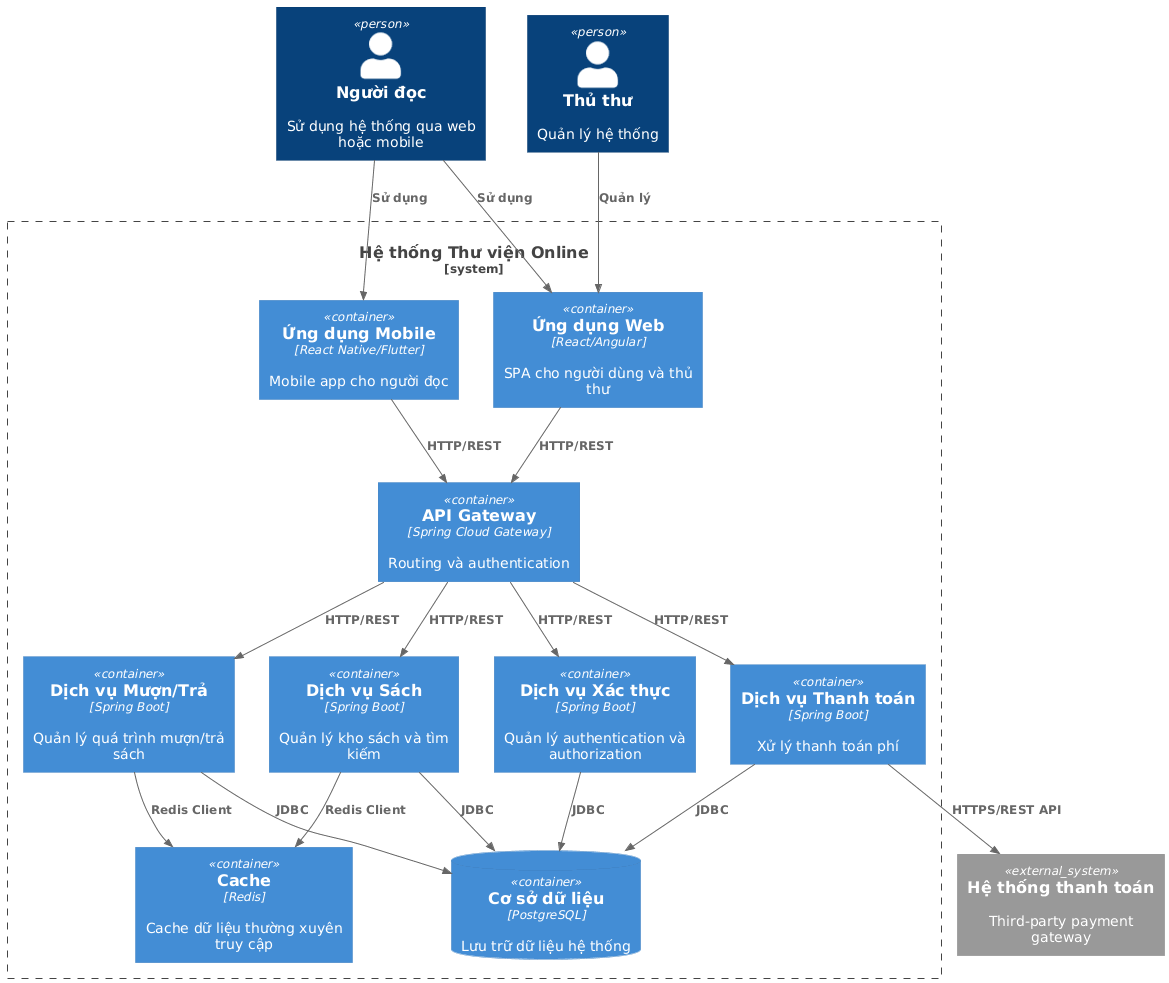 «person»
Người đọc
Sử dụng hệ thống qua web
hoặc mobile
«person»
Thủ thư
Quản lý hệ thống
Sử dụng
Sử dụng
Quản lý
Hệ thống Thư viện Online
[system]
«container»
Ứng dụng Mobile
[React Native/Flutter]
Mobile app cho người đọc
«container»
Ứng dụng Web
[React/Angular]
SPA cho người dùng và thủ
thư
HTTP/REST
HTTP/REST
«container»
API Gateway
[Spring Cloud Gateway]
Routing và authentication
HTTP/REST
HTTP/REST
HTTP/REST
HTTP/REST
«container»
Dịch vụ Mượn/Trả
[Spring Boot]
Quản lý quá trình mượn/trả
sách
«container»
Dịch vụ Sách
[Spring Boot]
Quản lý kho sách và tìm
kiếm
«container»
Dịch vụ Xác thực
[Spring Boot]
Quản lý authentication và
authorization
«container»
Dịch vụ Thanh toán
[Spring Boot]
Xử lý thanh toán phí
Redis Client
JDBC
Redis Client
JDBC
JDBC
JDBC
HTTPS/REST API
«container»
Cache
[Redis]
Cache dữ liệu thường xuyên
truy cập
«container»
Cơ sở dữ liệu
[PostgreSQL]
Lưu trữ dữ liệu hệ thống
«external_system»
Hệ thống thanh toán
Third-party payment
gateway